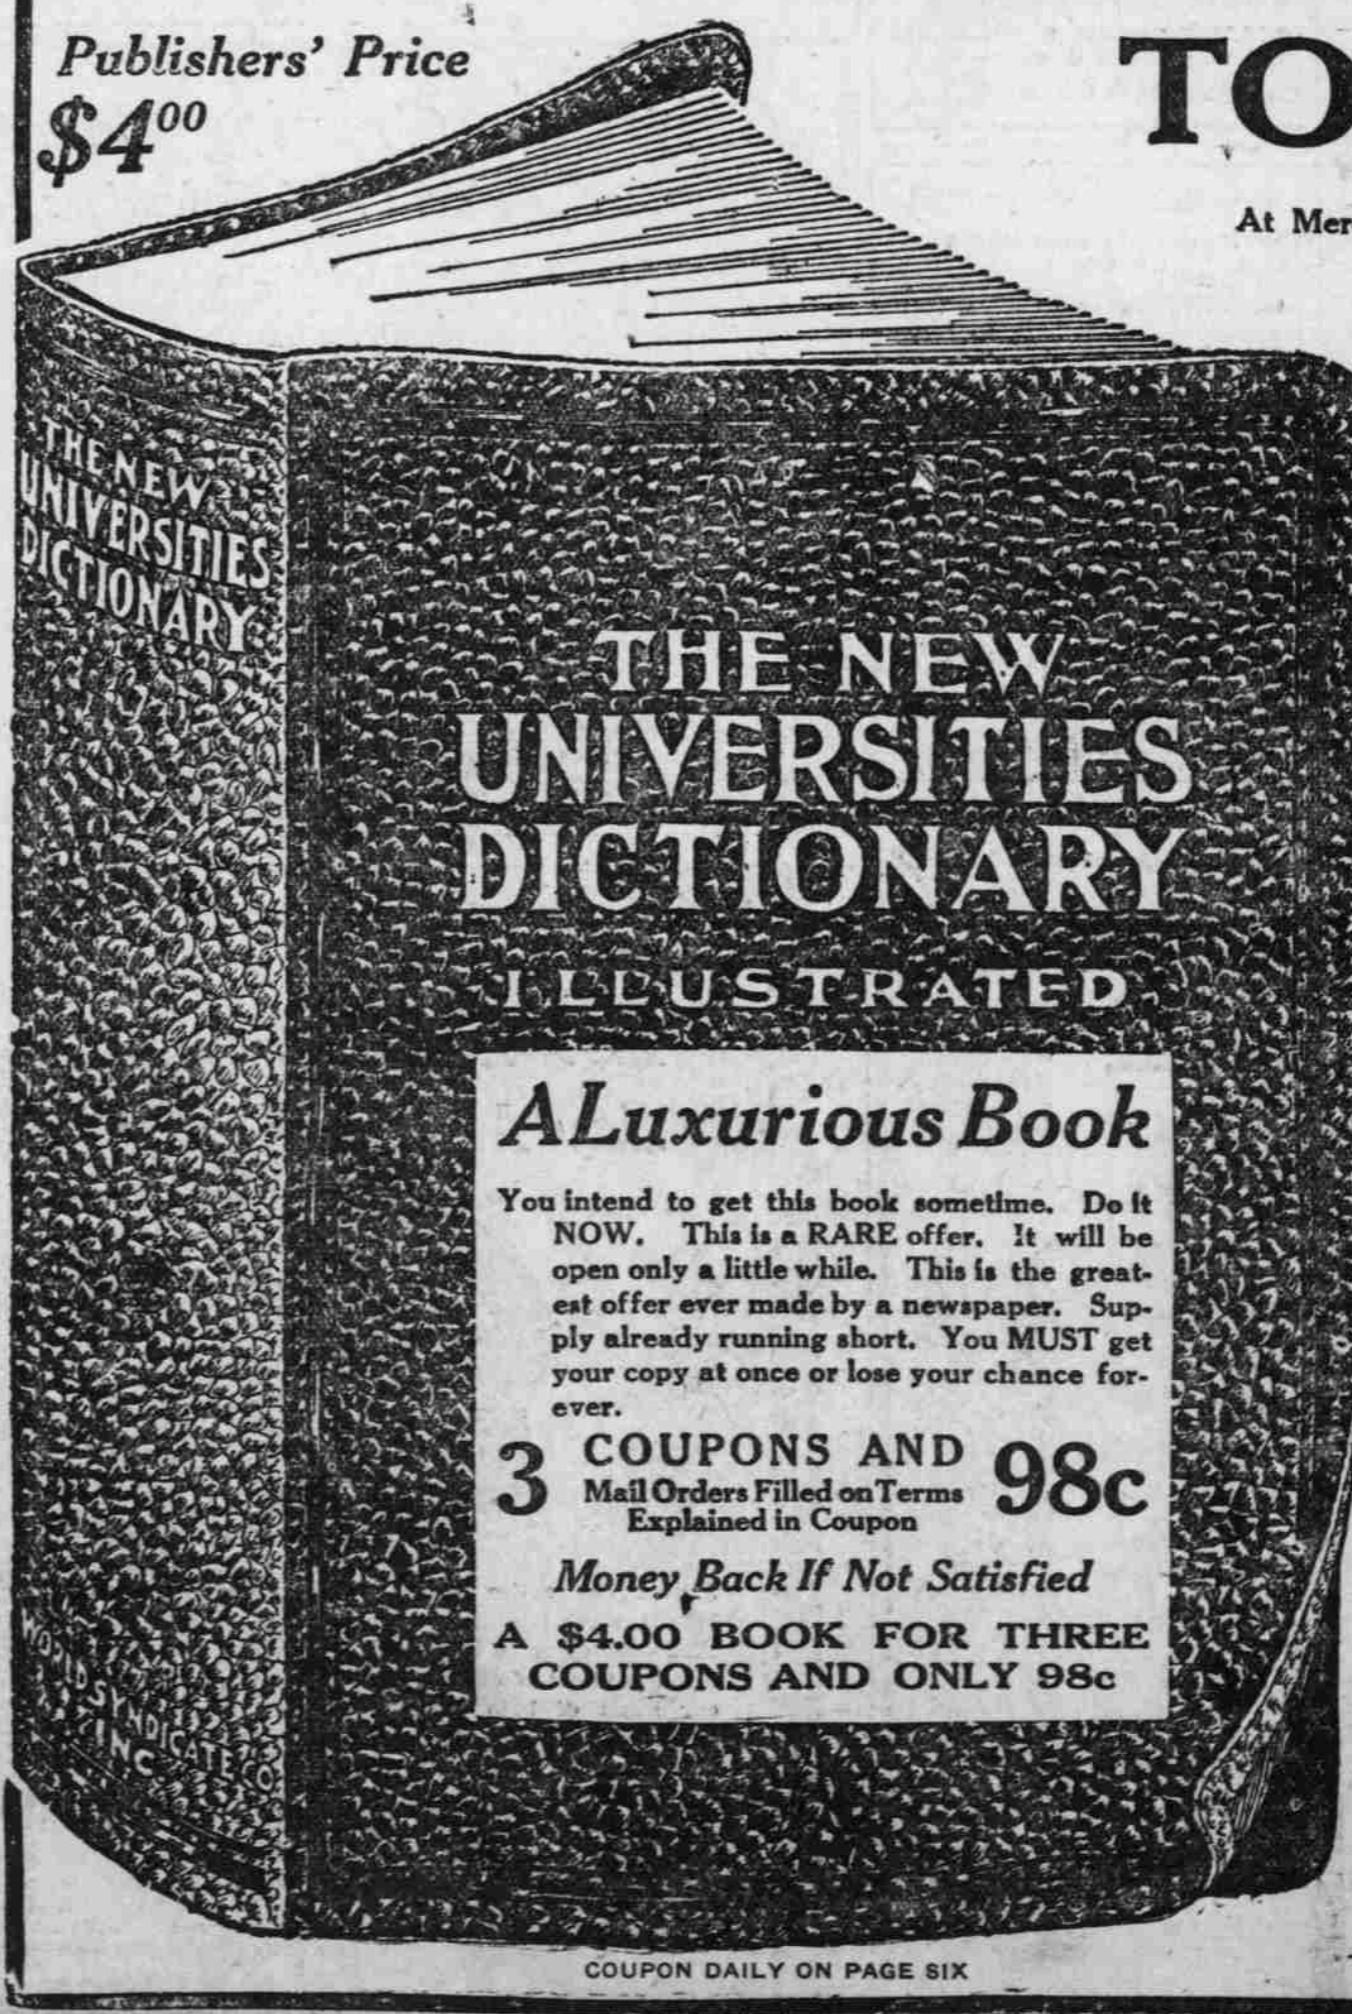 Publishers' Price
$4⁰⁰
TO
At Mer
THE NEW
UNIVERSITIES
DICTIONARY
THE NEW
UNIVERSITIES
DICTIONARY
ILLUSTRATED
A Luxurious Book
You intend to get this book sometime. Do it
NOW. This is a RARE offer. It will be
open only a little while. This is the great-
est offer ever made by a newspaper. Sup-
ply already running short. You MUST get
your copy at once or lose your chance for-
ever.
3 COUPONS AND 98c
Mail Orders Filled on Terms
Explained in Coupon
Money Back If Not Satisfied
A $4.00 BOOK FOR THREE
COUPONS AND ONLY 98c
WORLD SYNDICATE CO
INC
COUPON DAILY ON PAGE SIX